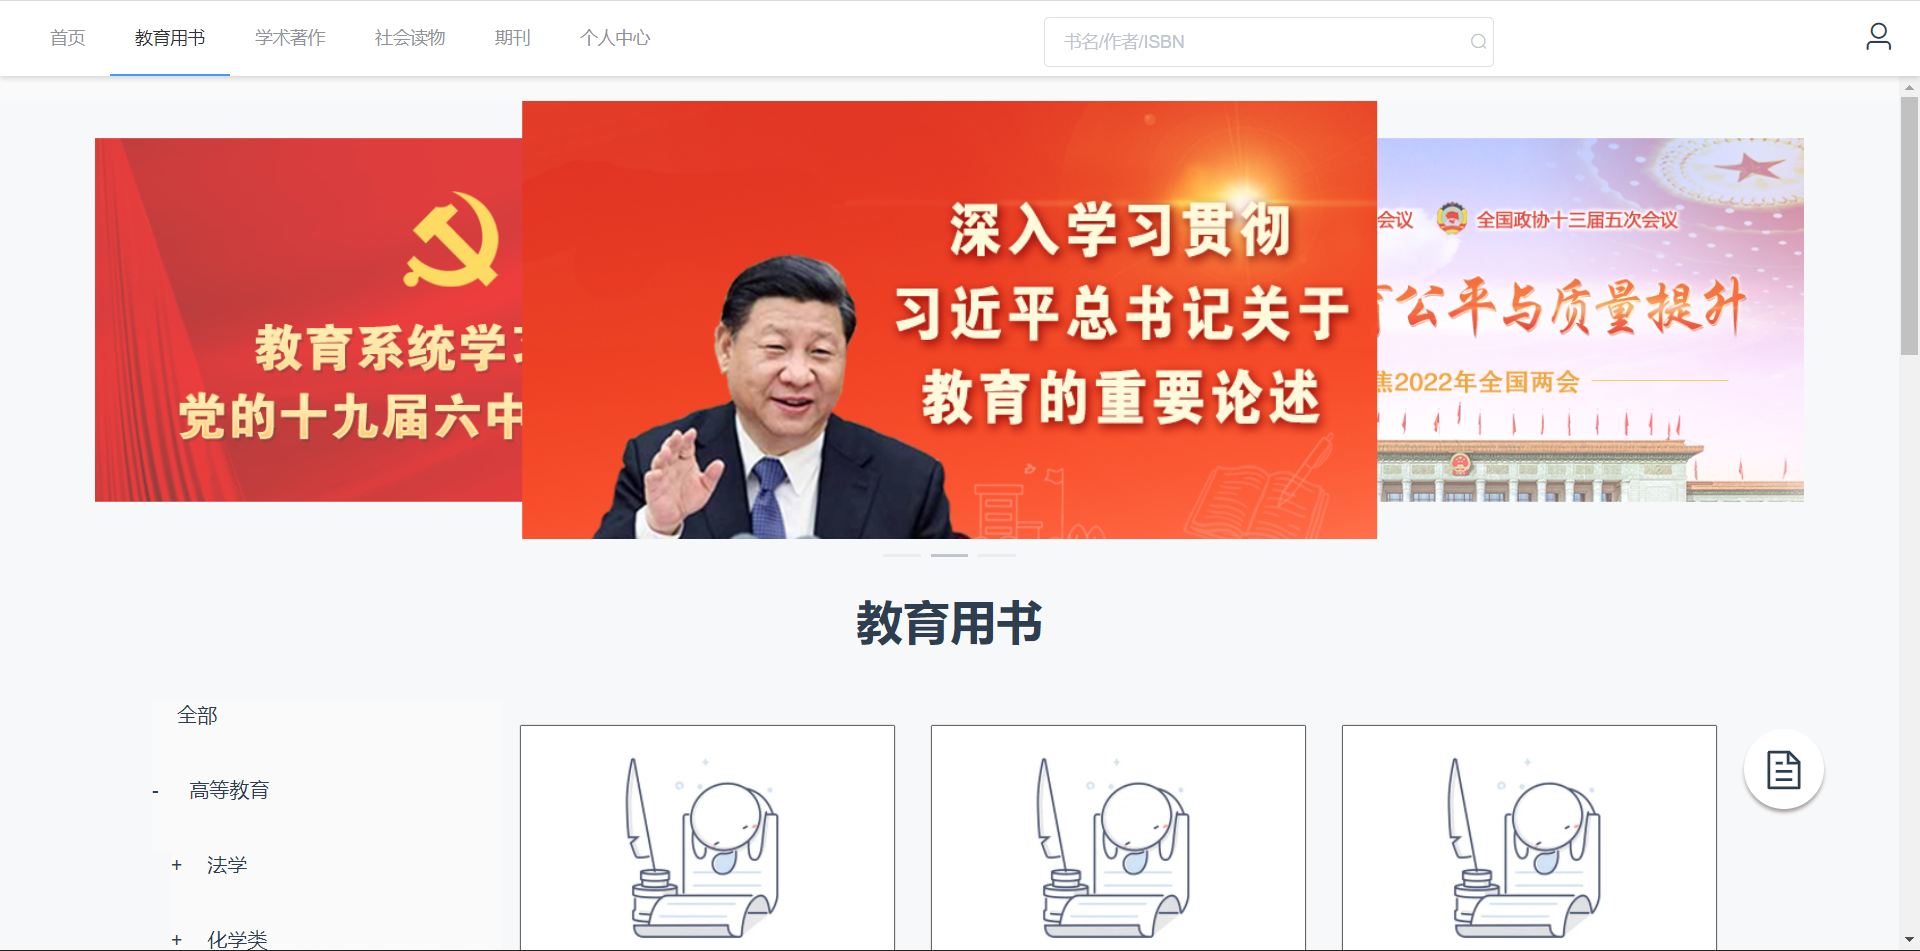 首页 教育用书 学术著作 社会读物 期刊 个人中心 书名/作者/ISBN
教育系统学
党的十九届六中
深入学习贯彻
习近平总书记关于
教育的重要论述
会议 全国政协十三届五次会议
公平与质量提升
焦2022年全国两会
教育用书
全部
- 高等教育
+ 法学
+ 化学类